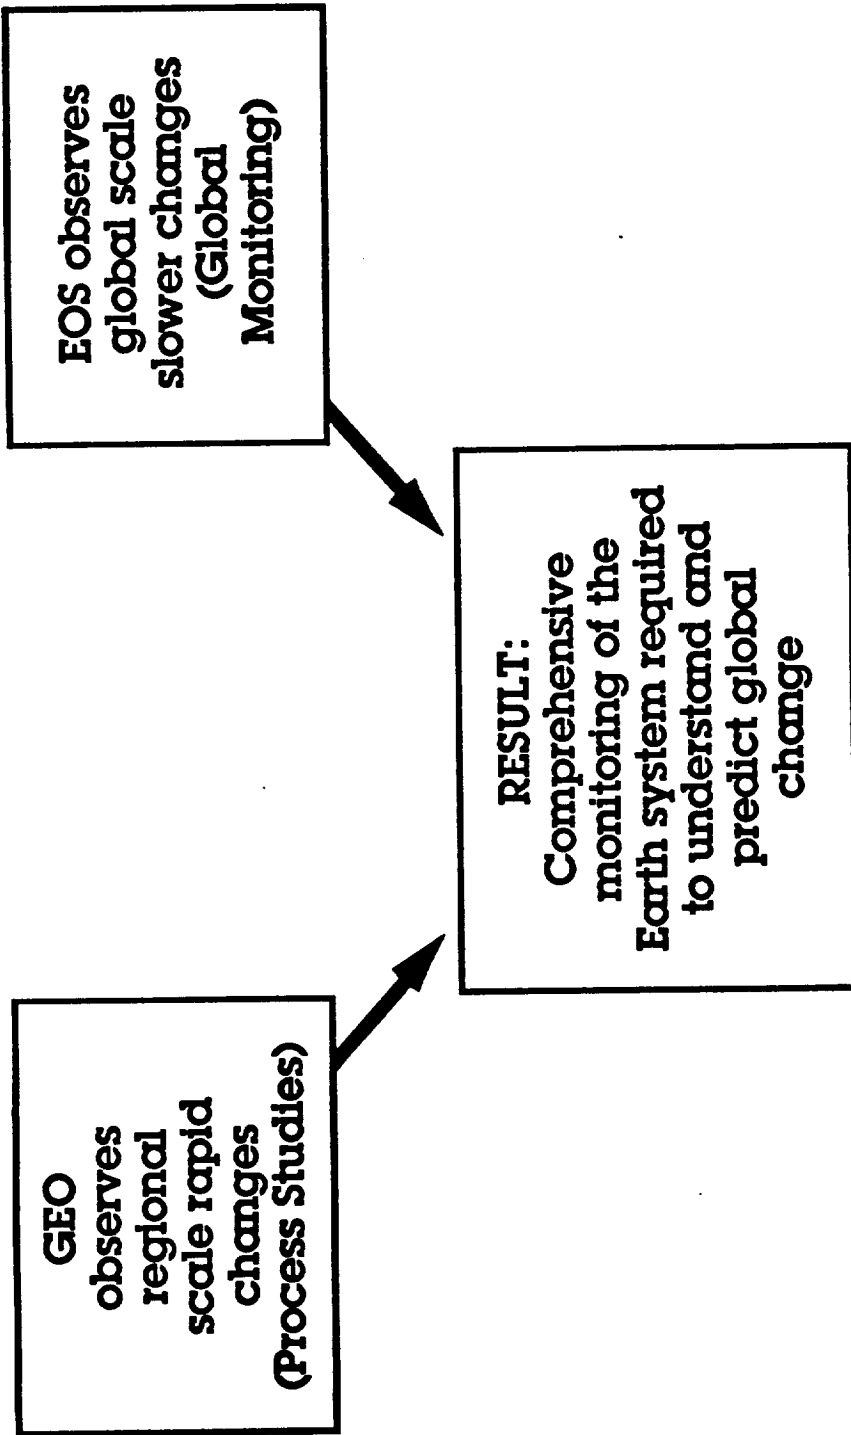 GEO
observes
regional
scale rapid
changes
(Process Studies)
EOS observes
global scale
slower changes
(Global
Monitoring)
RESULT:
Comprehensive
monitoring of the
Earth system required
to understand and
predict global
change